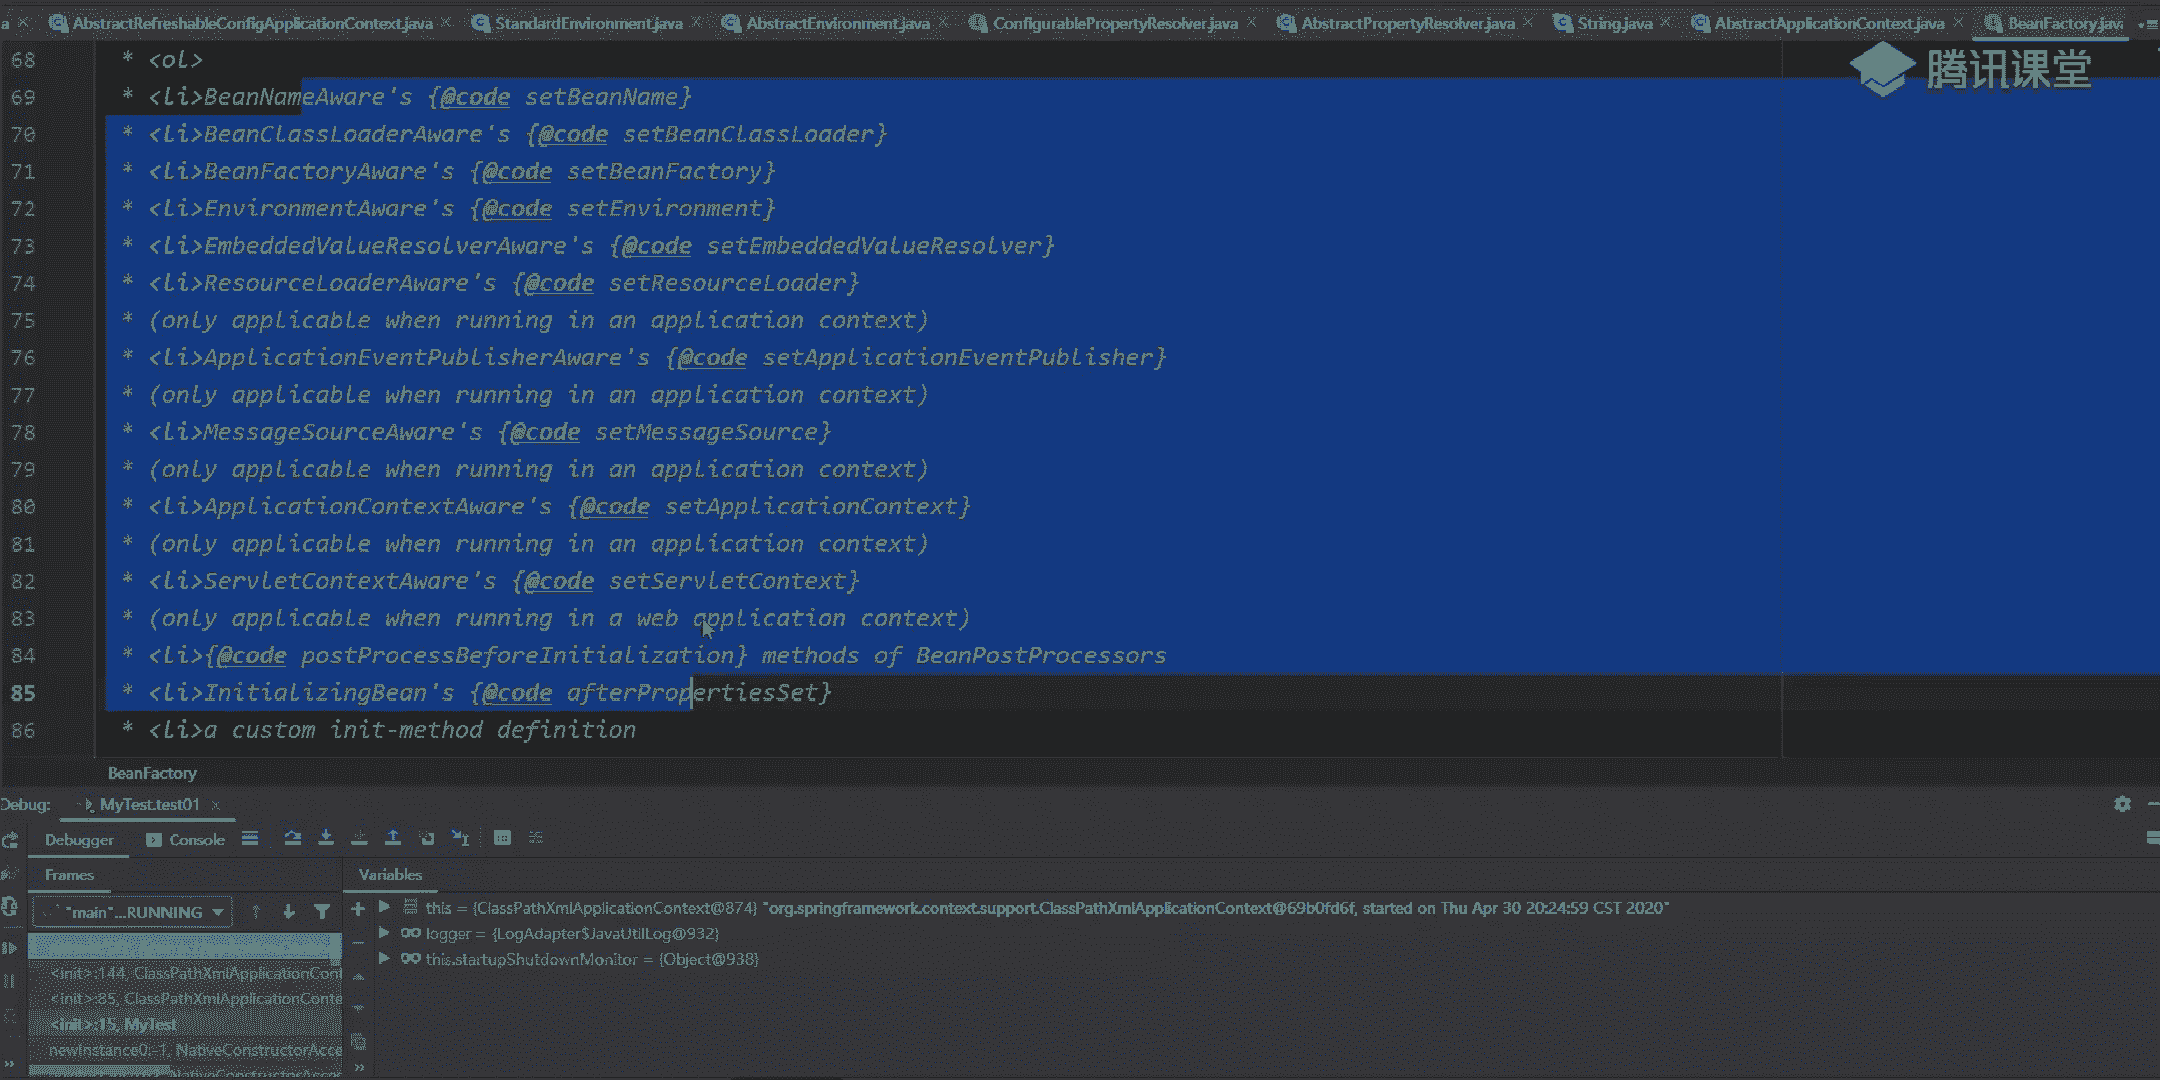 a AbstractRefreshableConfigApplicationContext.java StandardEnvironment.java AbstractEnvironment.java ConfigurablePropertyResolver.java AbstractPropertyResolver.java String.java AbstractApplicationContext.java BeanFactory.java
腾讯课堂
68 * <ol>
69 * <li>BeanNameAware's {@code setBeanName}
70 * <li>BeanClassLoaderAware's {@code setBeanClassLoader}
71 * <li>BeanFactoryAware's {@code setBeanFactory}
72 * <li>EnvironmentAware's {@code setEnvironment}
73 * <li>EmbeddedValueResolverAware's {@code setEmbeddedValueResolver}
74 * <li>ResourceLoaderAware's {@code setResourceLoader}
75 * (only applicable when running in an application context)
76 * <li>ApplicationEventPublisherAware's {@code setApplicationEventPublisher}
77 * (only applicable when running in an application context)
78 * <li>MessageSourceAware's {@code setMessageSource}
79 * (only applicable when running in an application context)
80 * <li>ApplicationContextAware's {@code setApplicationContext}
81 * (only applicable when running in an application context)
82 * <li>ServletContextAware's {@code setServletContext}
83 * (only applicable when running in a web application context)
84 * <li>{@code postProcessBeforeInitialization} methods of BeanPostProcessors
85 * <li>InitializingBean's {@code afterPropertiesSet}
86 * <li>a custom init-method definition
BeanFactory
Debug: MyTest.test01
Debugger Console
Frames Variables
"main"...RUNNING
this = {ClassPathXmlApplicationContext@874} "org.springframework.context.support.ClassPathXmlApplicationContext@69b0fd6f, started on Thu Apr 30 20:24:59 CST 2020"
logger = {LogAdapter$JavaUtilLog@932}
this.startupShutdownMonitor = {Object@938}
<init>:144, ClassPathXmlApplicationCont
<init>:85, ClassPathXmlApplicationConte
<init>:15, MyTest
newInstance0:-1, NativeConstructorAcce